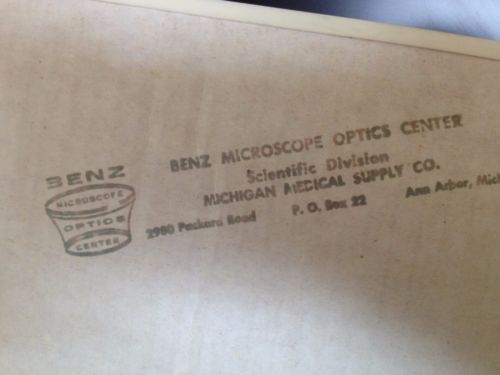 BENZ
MICROSCOPE
OPTICS
CENTER
BENZ MICROSCOPE OPTICS CENTER
Scientific Division
MICHIGAN MEDICAL SUPPLY CO.
2980 Packard Road P. O. Box 22 Ann Arbor, Mich